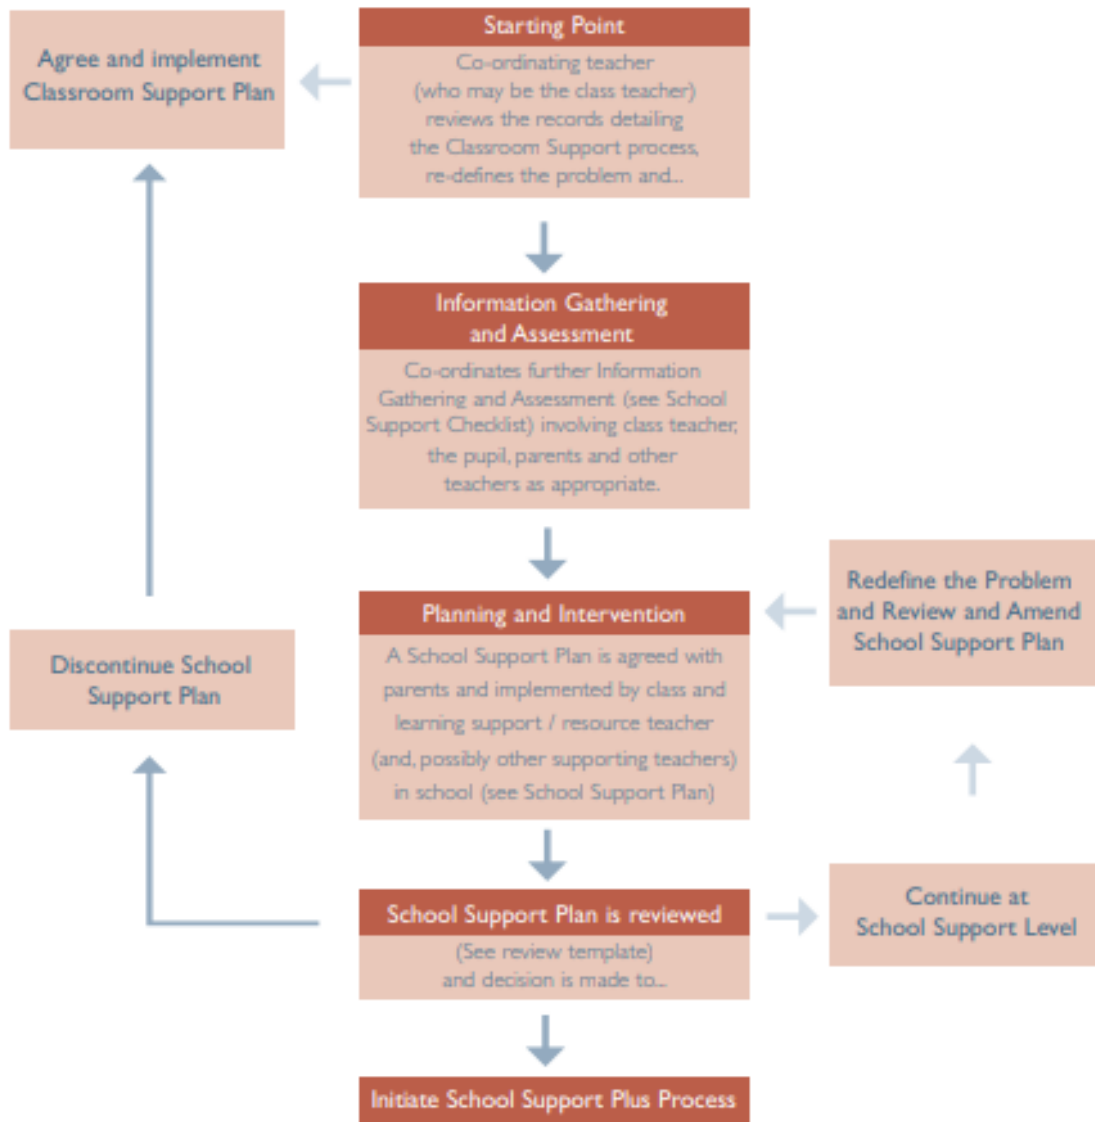 Agree and implement
Classroom Support Plan
Starting Point
Co-ordinating teacher
(who may be the class teacher)
reviews the records detailing
the Classroom Support process,
re-defines the problem and...
Information Gathering
and Assessment
Co-ordinates further Information
Gathering and Assessment (see School
Support Checklist) involving class teacher,
the pupil, parents and other
teachers as appropriate.
Planning and Intervention
A School Support Plan is agreed with
parents and implemented by class and
learning support / resource teacher
(and, possibly other supporting teachers)
in school (see School Support Plan)
Redefine the Problem
and Review and Amend
School Support Plan
Discontinue School
Support Plan
School Support Plan is reviewed
(See review template)
and decision is made to...
Continue at
School Support Level
Initiate School Support Plus Process